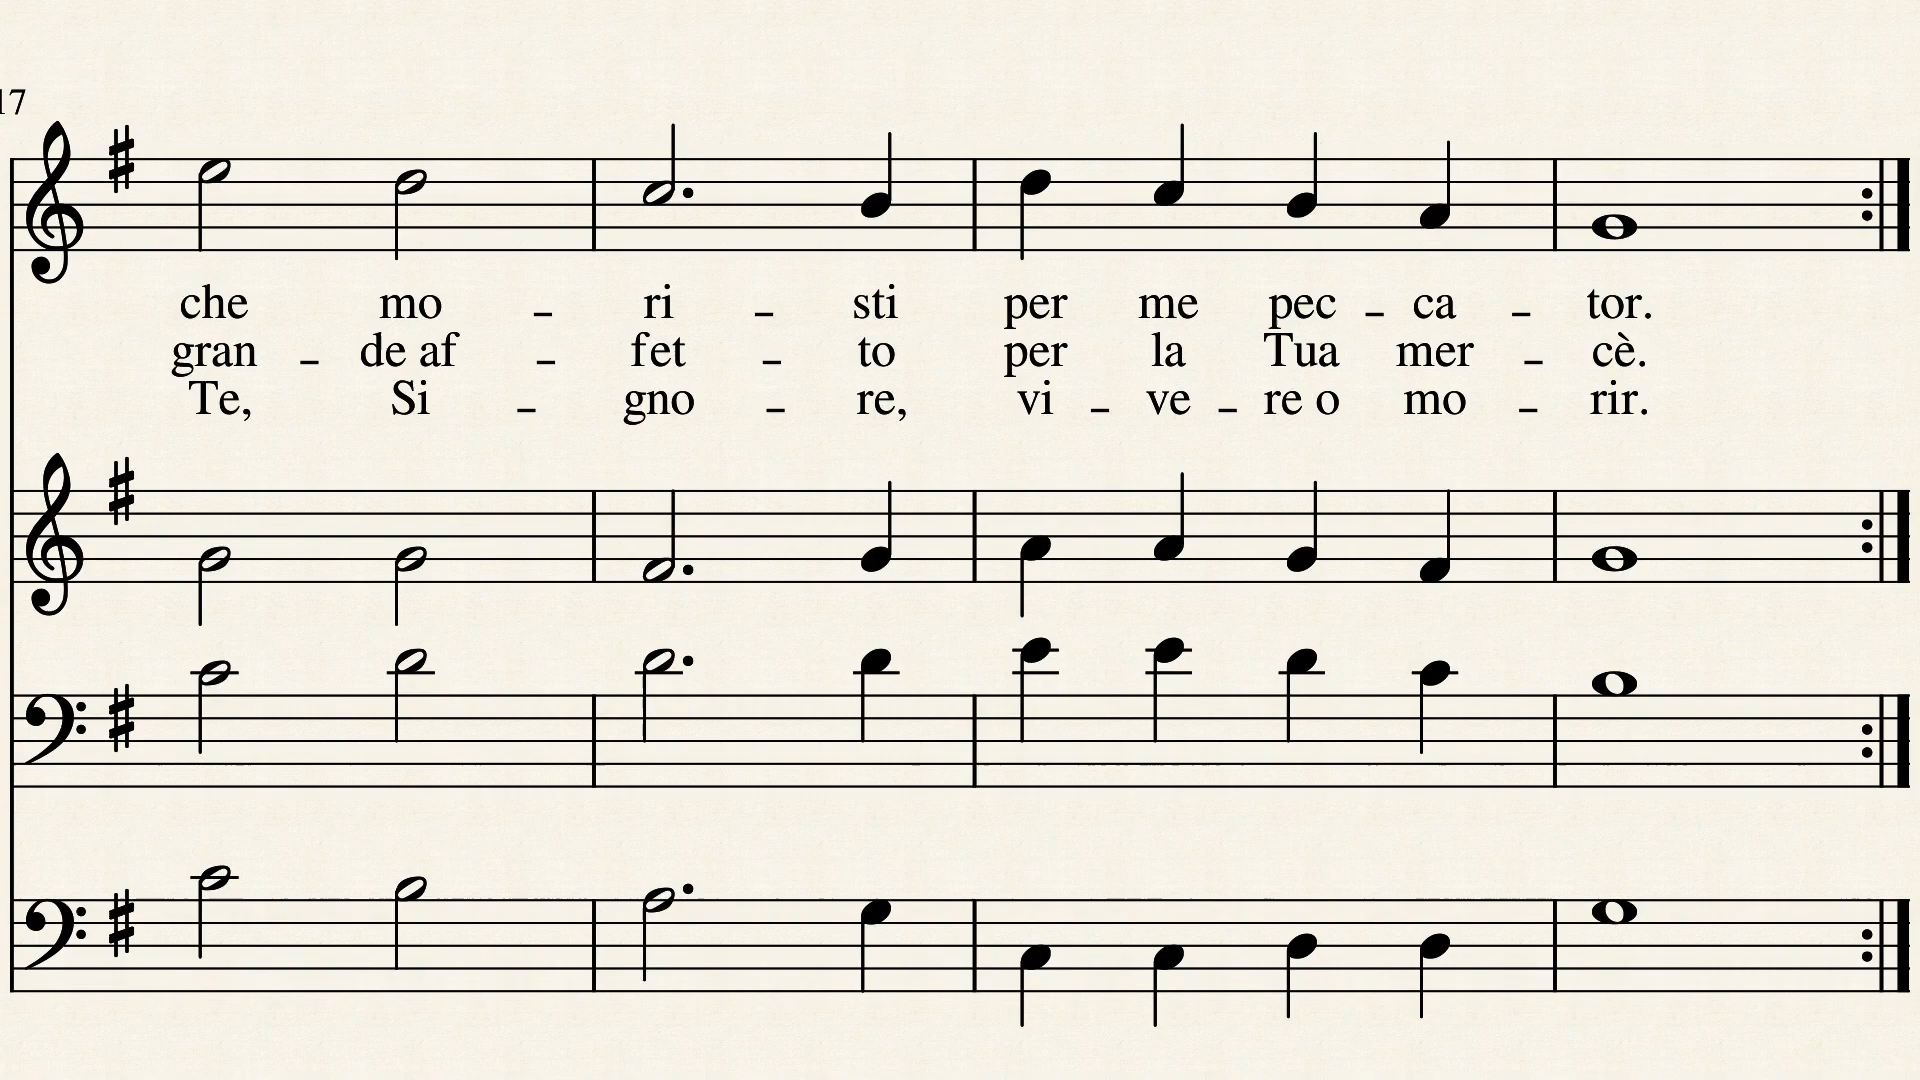 17
che mo - ri - sti per me pec - ca - tor.
gran - de af - fet - to per la Tua mer - cè.
Te, Si - gno - re, vi - ve - re o mo - rir.